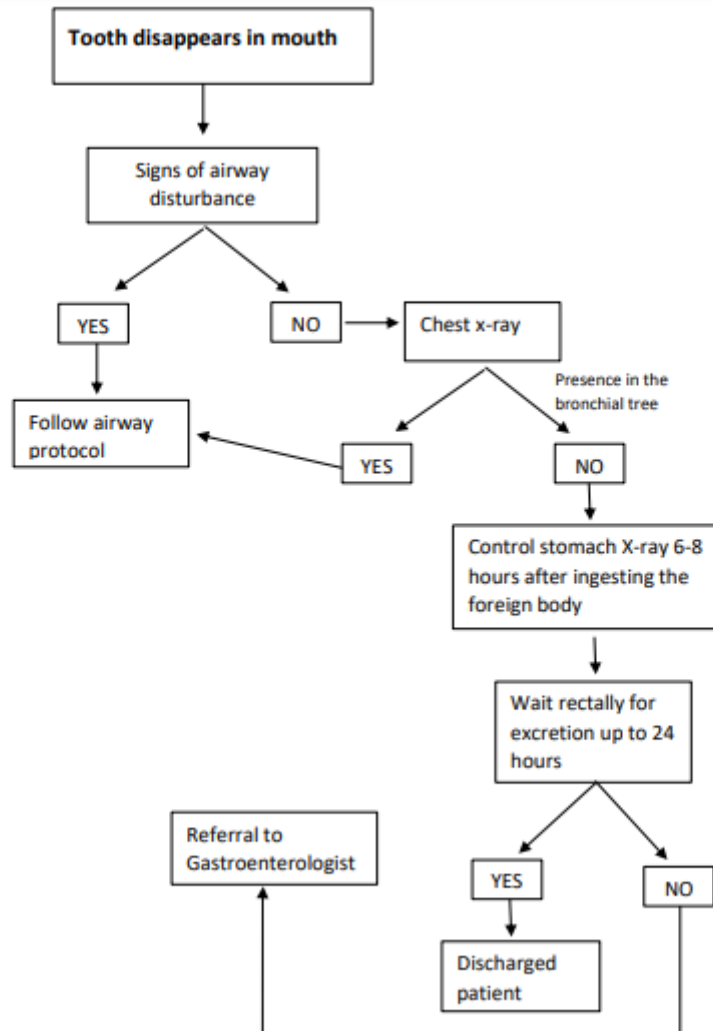 Tooth disappears in mouth
Signs of airway
disturbance
YES
NO
Chest x-ray
Presence in the
bronchial tree
Follow airway
protocol
YES
NO
Control stomach X-ray 6-8
hours after ingesting the
foreign body
Wait rectally for
excretion up to 24
hours
Referral to
Gastroenterologist
YES
NO
Discharged
patient